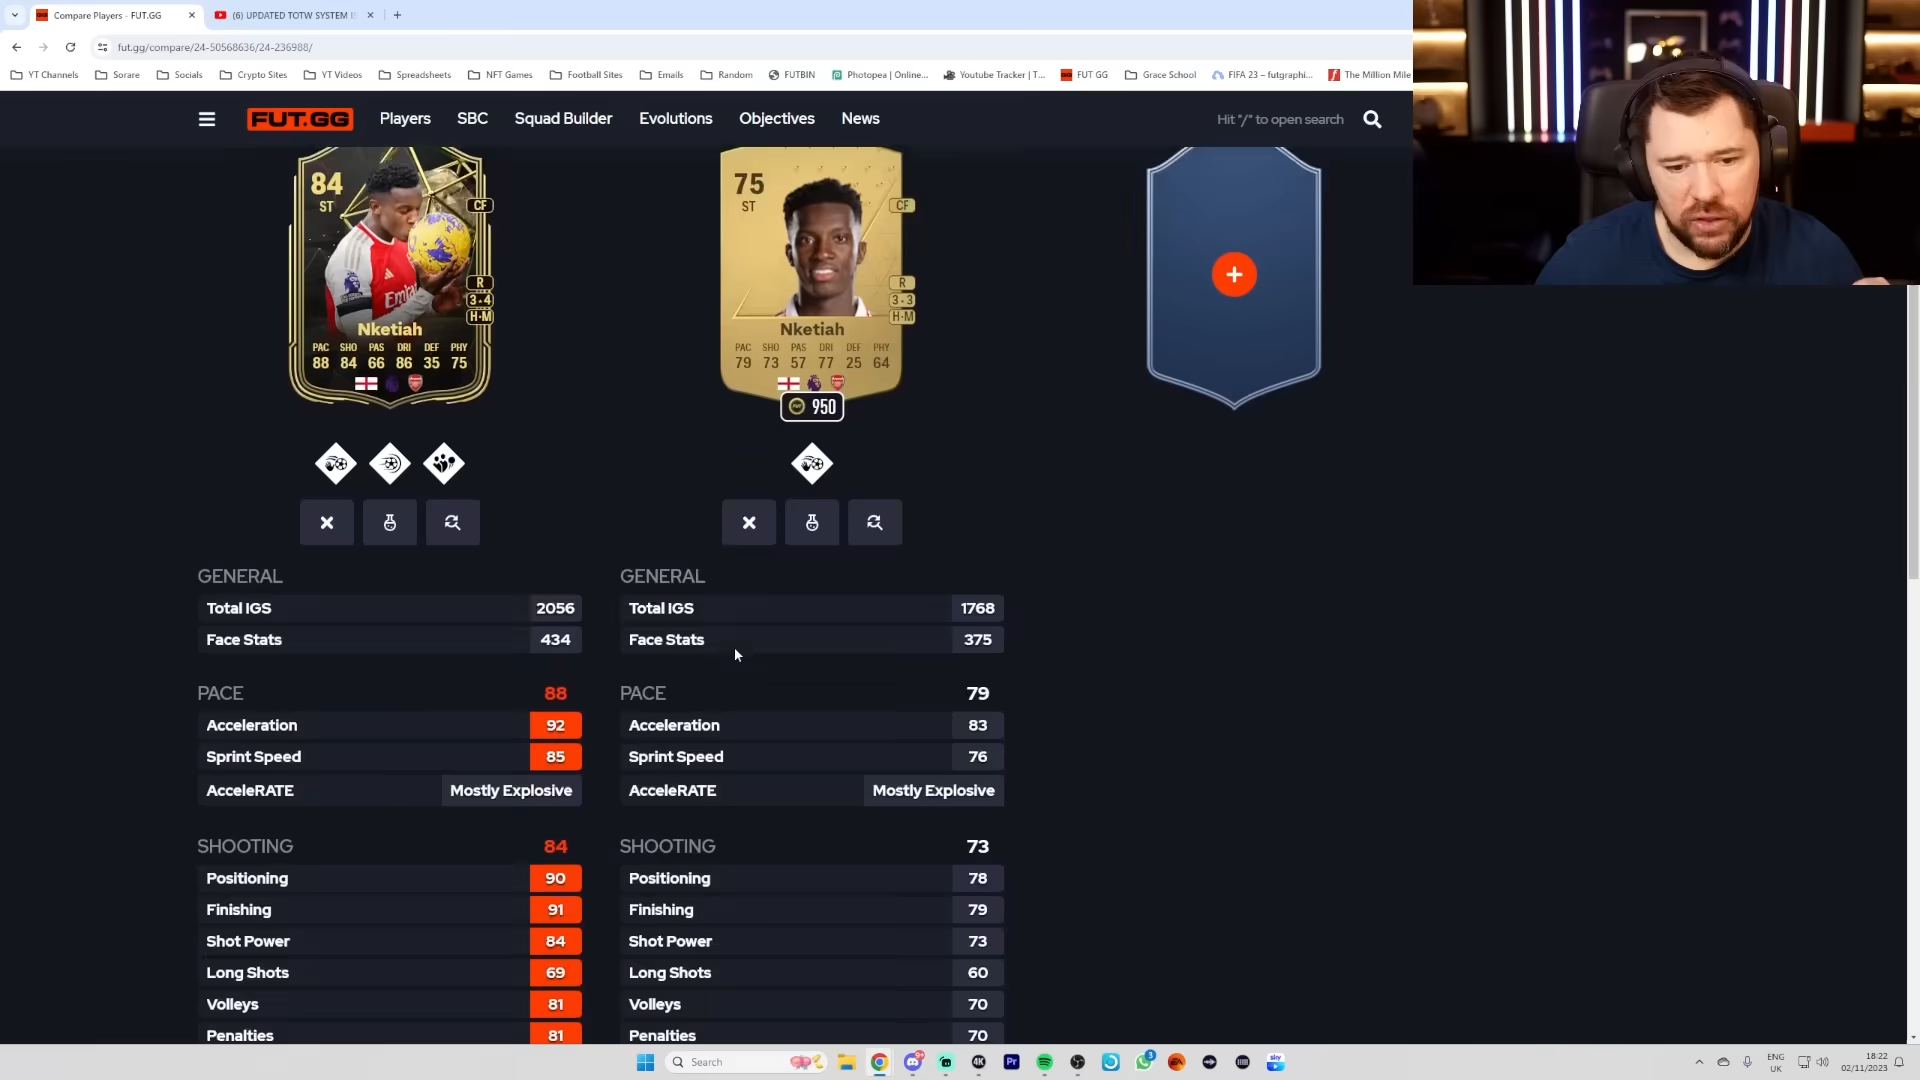 Compare Players - FUT.GG
(6) UPDATED TOTW SYSTEM I
fut.gg/compare/24-50568636/24-236988/
YT Channels Sorare Socials Crypto Sites YT Videos Spreadsheets NFT Games Football Sites Emails Random FUTBIN Photopea | Online... Youtube Tracker | T... FUT GG Grace School FIFA 23 – futgraphi... The Million Mile
FUT.GG Players SBC Squad Builder Evolutions Objectives News Hit "/" to open search
84
ST
CF
R
3 4
H·M
Emira
Nketiah
PAC SHO PAS DRI DEF PHY
88 84 66 86 35 75
75
ST
CF
R
3 3
H·M
Nketiah
PAC SHO PAS DRI DEF PHY
79 73 57 77 25 64
950
GENERAL
Total IGS 2056
Face Stats 434
PACE 88
Acceleration 92
Sprint Speed 85
AcceleRATE Mostly Explosive
SHOOTING 84
Positioning 90
Finishing 91
Shot Power 84
Long Shots 69
Volleys 81
Penalties 81
GENERAL
Total IGS 1768
Face Stats 375
PACE 79
Acceleration 83
Sprint Speed 76
AcceleRATE Mostly Explosive
SHOOTING 73
Positioning 78
Finishing 79
Shot Power 73
Long Shots 60
Volleys 70
Penalties 70
Search
4K
Pr
3
EA
sky
ENG
UK
18:22
02/11/2023